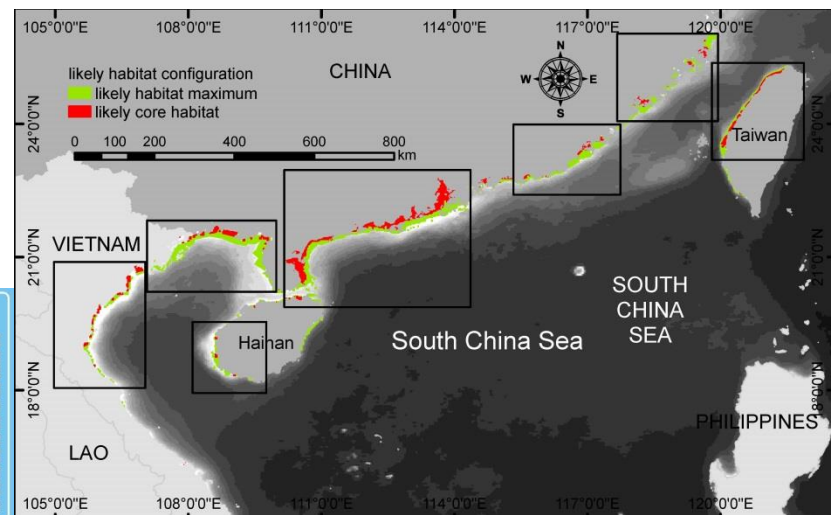 105°0'0"E 108°0'0"E 111°0'0"E 114°0'0"E 117°0'0"E 120°0'0"E
N
W E
S
CHINA
likely habitat configuration
likely habitat maximum
likely core habitat
0 100 200 400 600 800
km
24°0'0"N
24°0'0"N
Taiwan
VIETNAM
21°0'0"N
21°0'0"N
SOUTH
CHINA
SEA
South China Sea
Hainan
18°0'0"N
18°0'0"N
PHILIPPINES
LAO
105°0'0"E 108°0'0"E 111°0'0"E 114°0'0"E 117°0'0"E 120°0'0"E